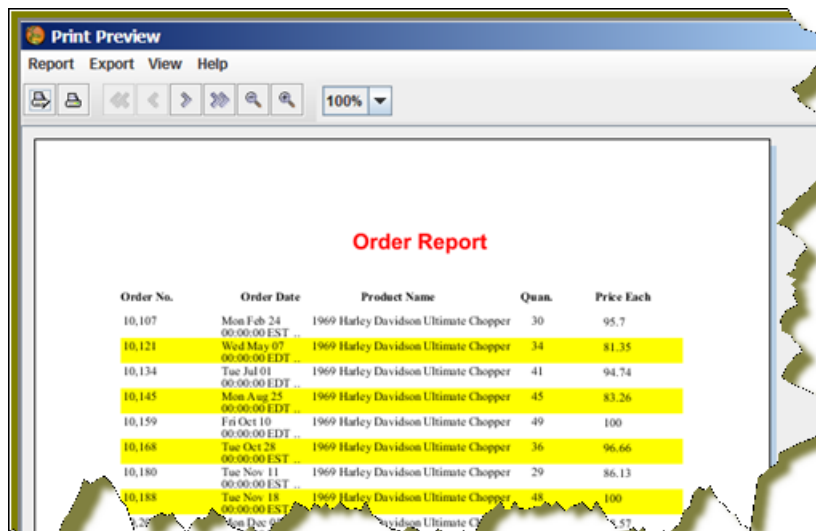 Print Preview
Report Export View Help
100%
Order Report
Order No. Order Date Product Name Quan. Price Each
10,107 Mon Feb 24 1969 Harley Davidson Ultimate Chopper 30 95.7
00:00:00 EST ..
10,121 Wed May 07 1969 Harley Davidson Ultimate Chopper 34 81.35
00:00:00 EDT ..
10,134 Tue Jul 01 1969 Harley Davidson Ultimate Chopper 41 94.74
00:00:00 EDT ..
10,145 Mon Aug 25 1969 Harley Davidson Ultimate Chopper 45 83.26
00:00:00 EDT ..
10,159 Fri Oct 10 1969 Harley Davidson Ultimate Chopper 49 100
00:00:00 EDT ..
10,168 Tue Oct 28 1969 Harley Davidson Ultimate Chopper 36 96.66
00:00:00 EST ..
10,180 Tue Nov 11 1969 Harley Davidson Ultimate Chopper 29 86.13
00:00:00 EST ..
10,188 Tue Nov 18 1969 Harley Davidson Ultimate Chopper 48 100
00:00:00 EST
Mon Dec Ultimate